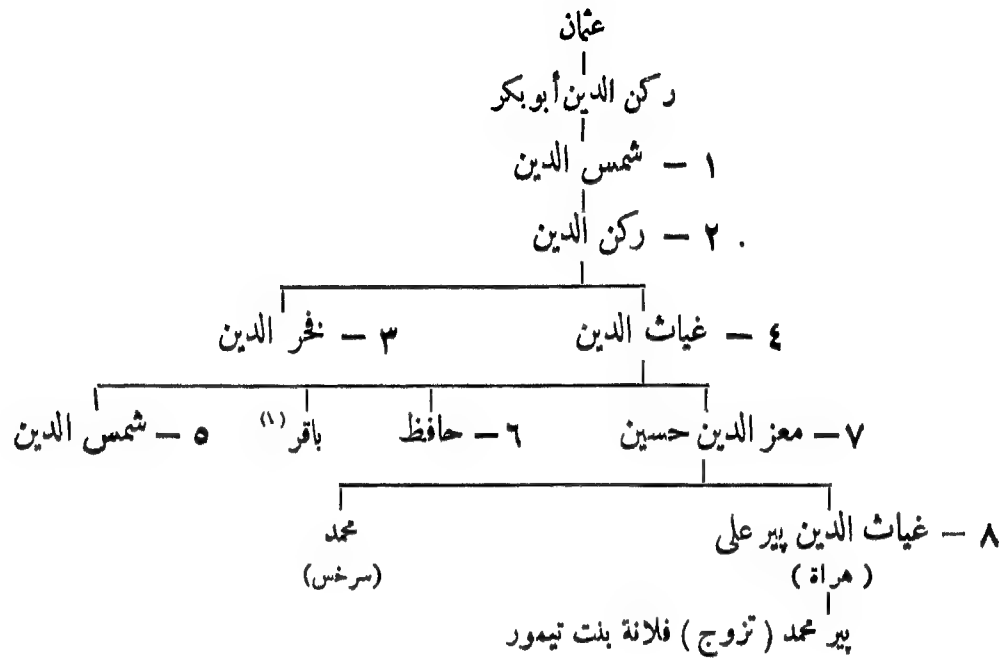 عثمان
ركن الدين أبو بكر
١ – شمس الدين
٢ – ركن الدين
٤ – غياث الدين ٣ – فخر الدين
٧ – معز الدين حسين ٦ – حافظ باقر (١) ٥ – شمس الدين
٨ – غياث الدين پير على محمد
( هراة ) (سرخس)
پير محمد ( تزوج ) فلانة بنت تيمور